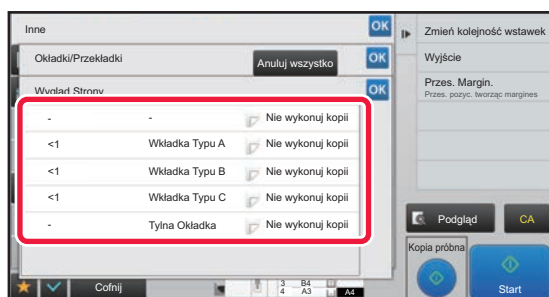 Inne
OK
Okładki/Przekładki
Anuluj wszystko
OK
Wygląd Strony
OK
- - Nie wykonuj kopii
<1 Wkładka Typu A Nie wykonuj kopii
<1 Wkładka Typu B Nie wykonuj kopii
<1 Wkładka Typu C Nie wykonuj kopii
- Tylna Okładka Nie wykonuj kopii
Cofnij
3 B4
4 A3
A4
Zmień kolejność wstawek
Wyjście
Przes. Margin.
Przes. pozyc. tworząc margines
Podgląd
CA
Kopia próbna
Start